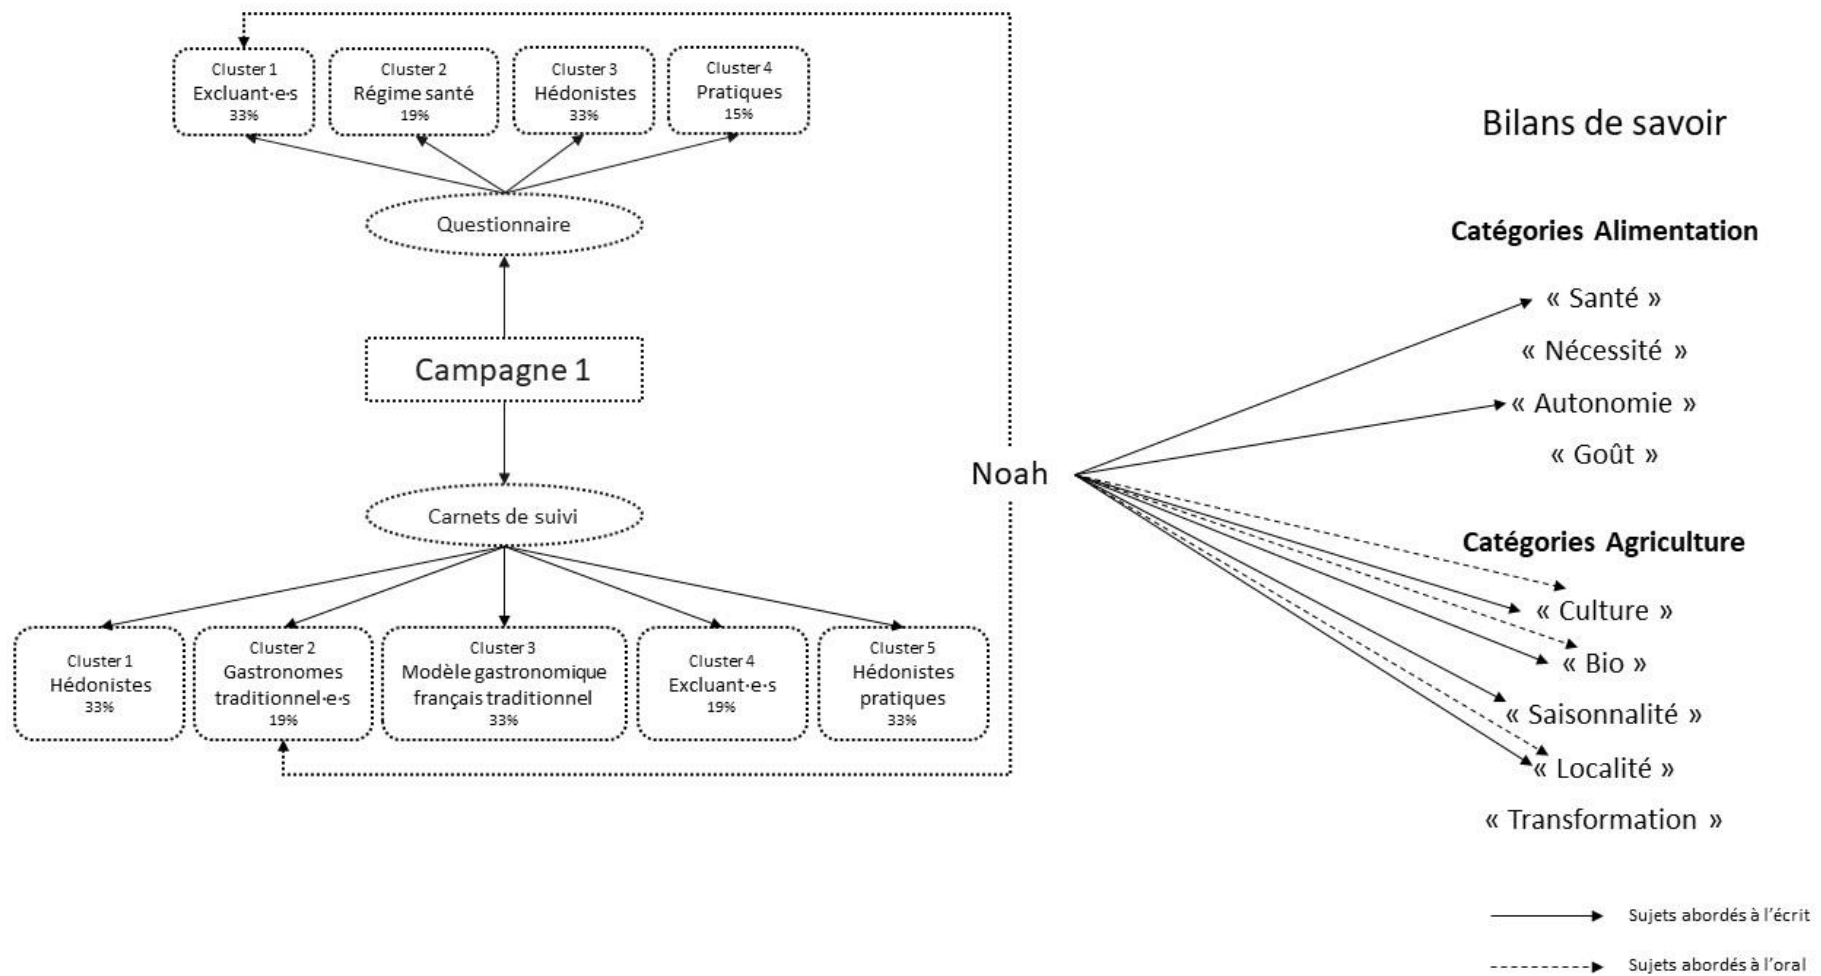 Cluster 1
Excluant·e·s
33%
Cluster 2
Régime santé
19%
Cluster 3
Hédonistes
33%
Cluster 4
Pratiques
15%
Questionnaire
Campagne 1
Carnets de suivi
Cluster 1
Hédonistes
33%
Cluster 2
Gastronomes
traditionnel·e·s
19%
Cluster 3
Modèle gastronomique
français traditionnel
33%
Cluster 4
Excluant·e·s
19%
Cluster 5
Hédonistes
pratiques
33%
Noah
Bilans de savoir
Catégories Alimentation
« Santé »
« Nécessité »
« Autonomie »
« Goût »
Catégories Agriculture
« Culture »
« Bio »
« Saisonnalité »
« Localité »
« Transformation »
Sujets abordés à l'écrit
Sujets abordés à l'oral